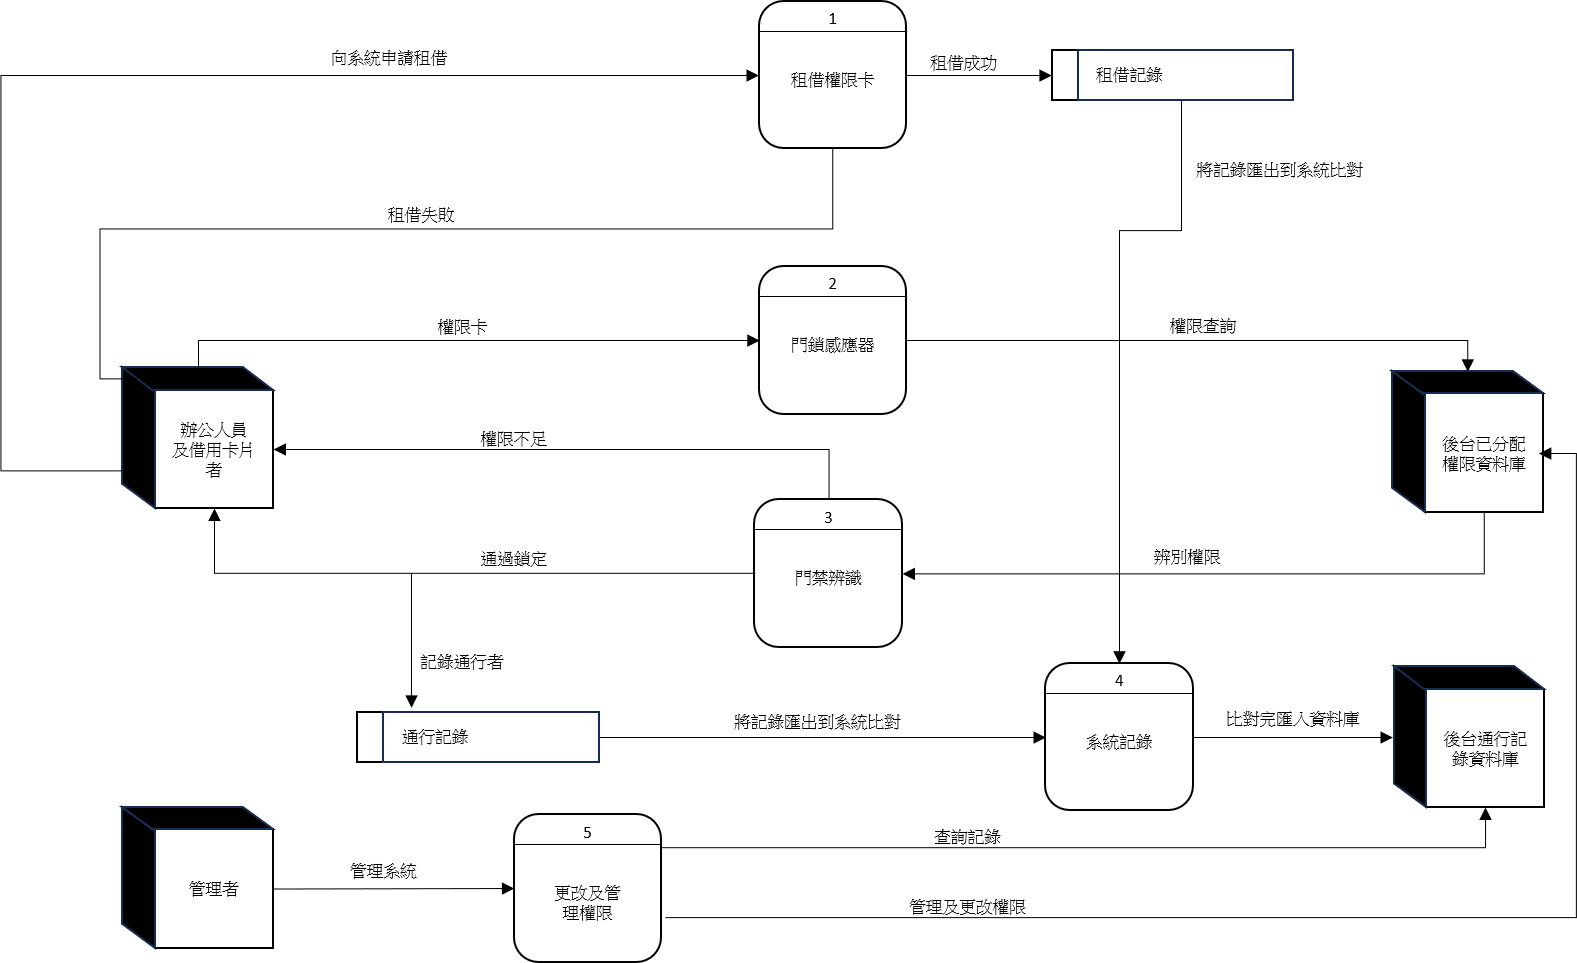 1
向系統申請租借
租借權限卡
租借成功
租借記錄
將記錄匯出到系統比對
租借失敗
2
權限卡
門鎖感應器
權限查詢
辦公人員
及借用卡片
者
權限不足
後台已分配
權限資料庫
3
通過鎖定
門禁辨識
辨別權限
記錄通行者
4
通行記錄
將記錄匯出到系統比對
系統記錄
比對完匯入資料庫
後台通行記
錄資料庫
5
查詢記錄
管理系統
管理者
更改及管
理權限
管理及更改權限